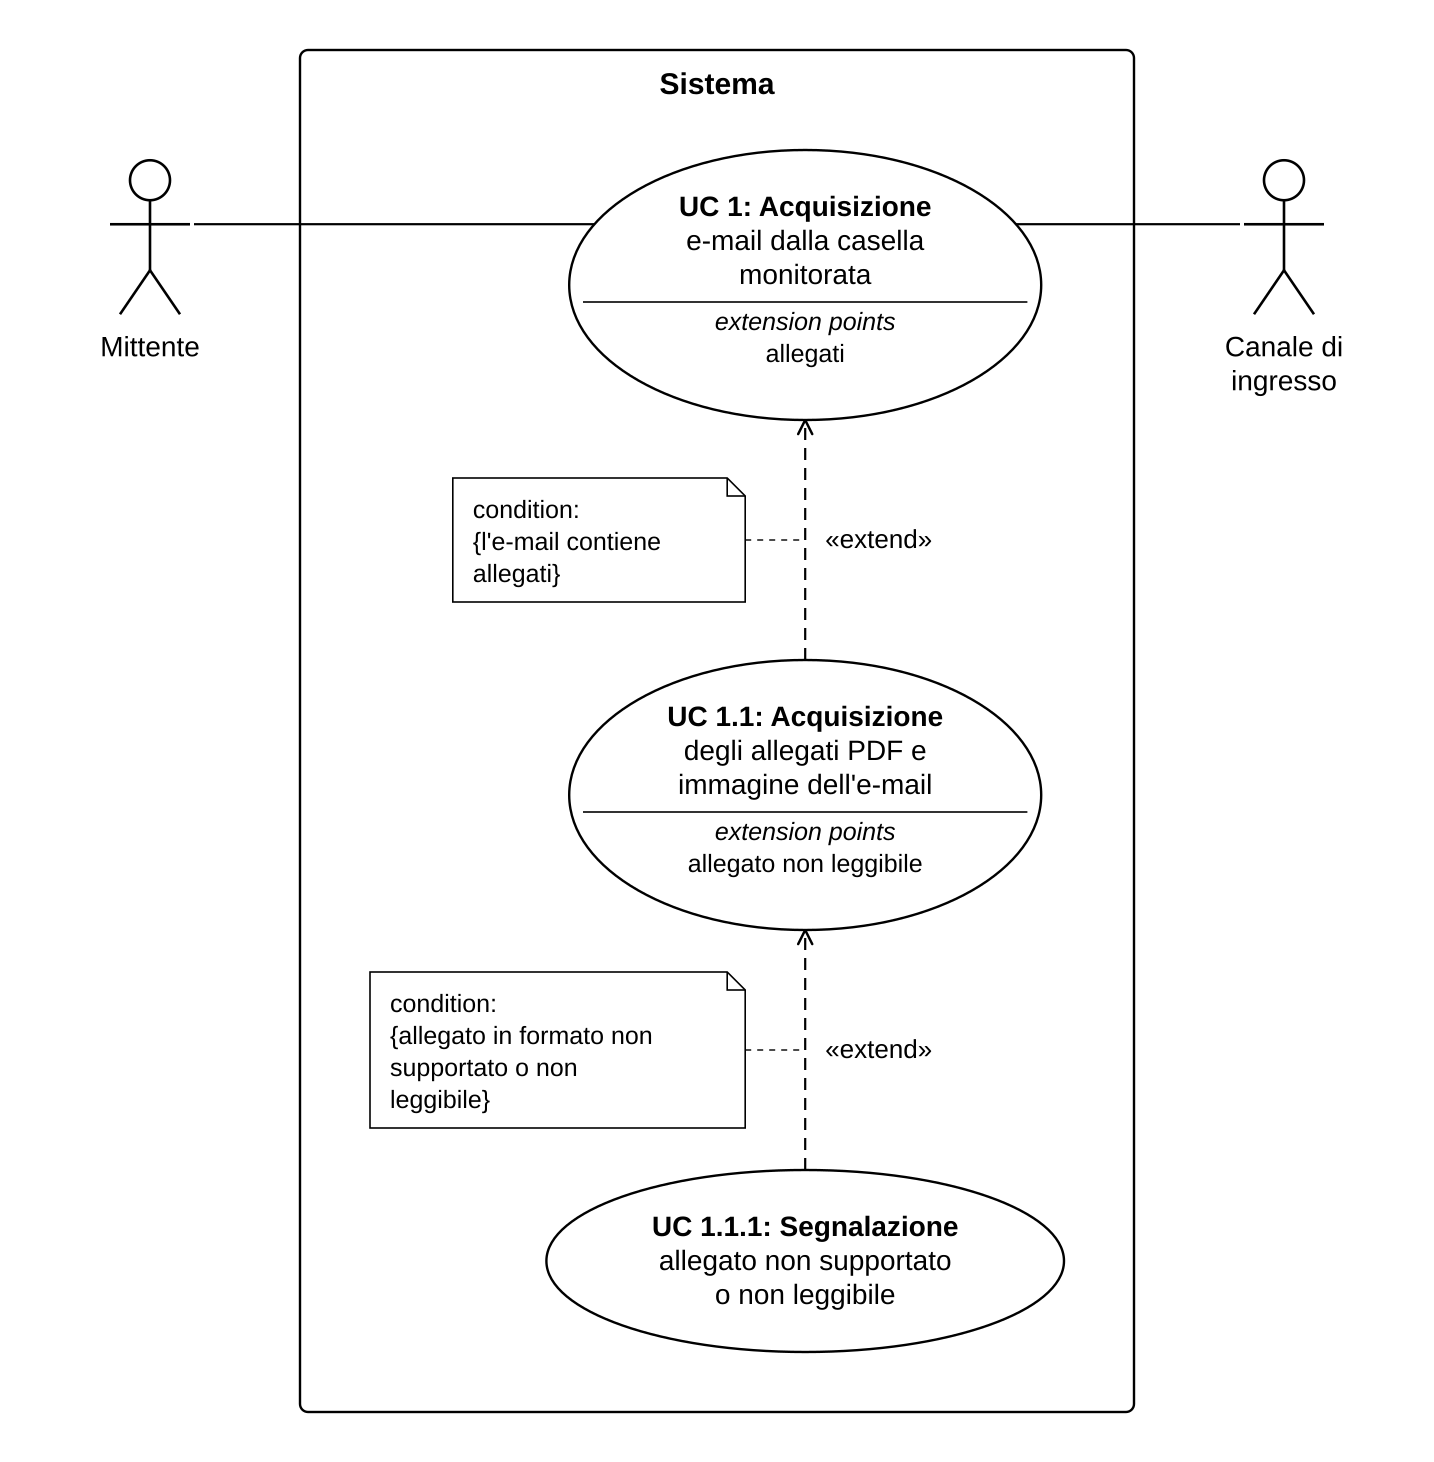 Sistema
UC 1: Acquisizione
e-mail dalla casella
monitorata
extension points
allegati
Mittente
Canale di
ingresso
condition:
{l'e-mail contiene
allegati}
«extend»
UC 1.1: Acquisizione
degli allegati PDF e
immagine dell'e-mail
extension points
allegato non leggibile
condition:
{allegato in formato non
supportato o non
leggibile}
«extend»
UC 1.1.1: Segnalazione
allegato non supportato
o non leggibile